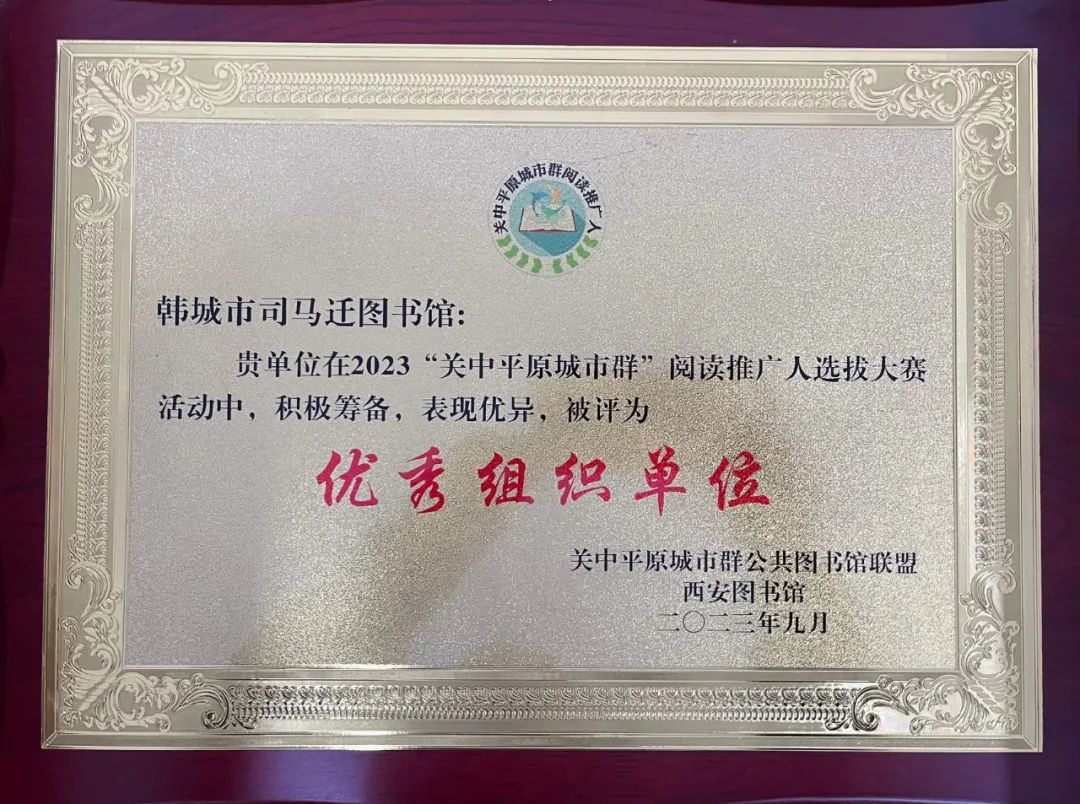 关中平原城市群阅读推广人
韩城市司马迁图书馆:
贵单位在2023“关中平原城市群”阅读推广人选拔大赛
活动中，积极筹备，表现优异，被评为
优秀组织单位
关中平原城市群公共图书馆联盟
西安图书馆
二〇二三年九月